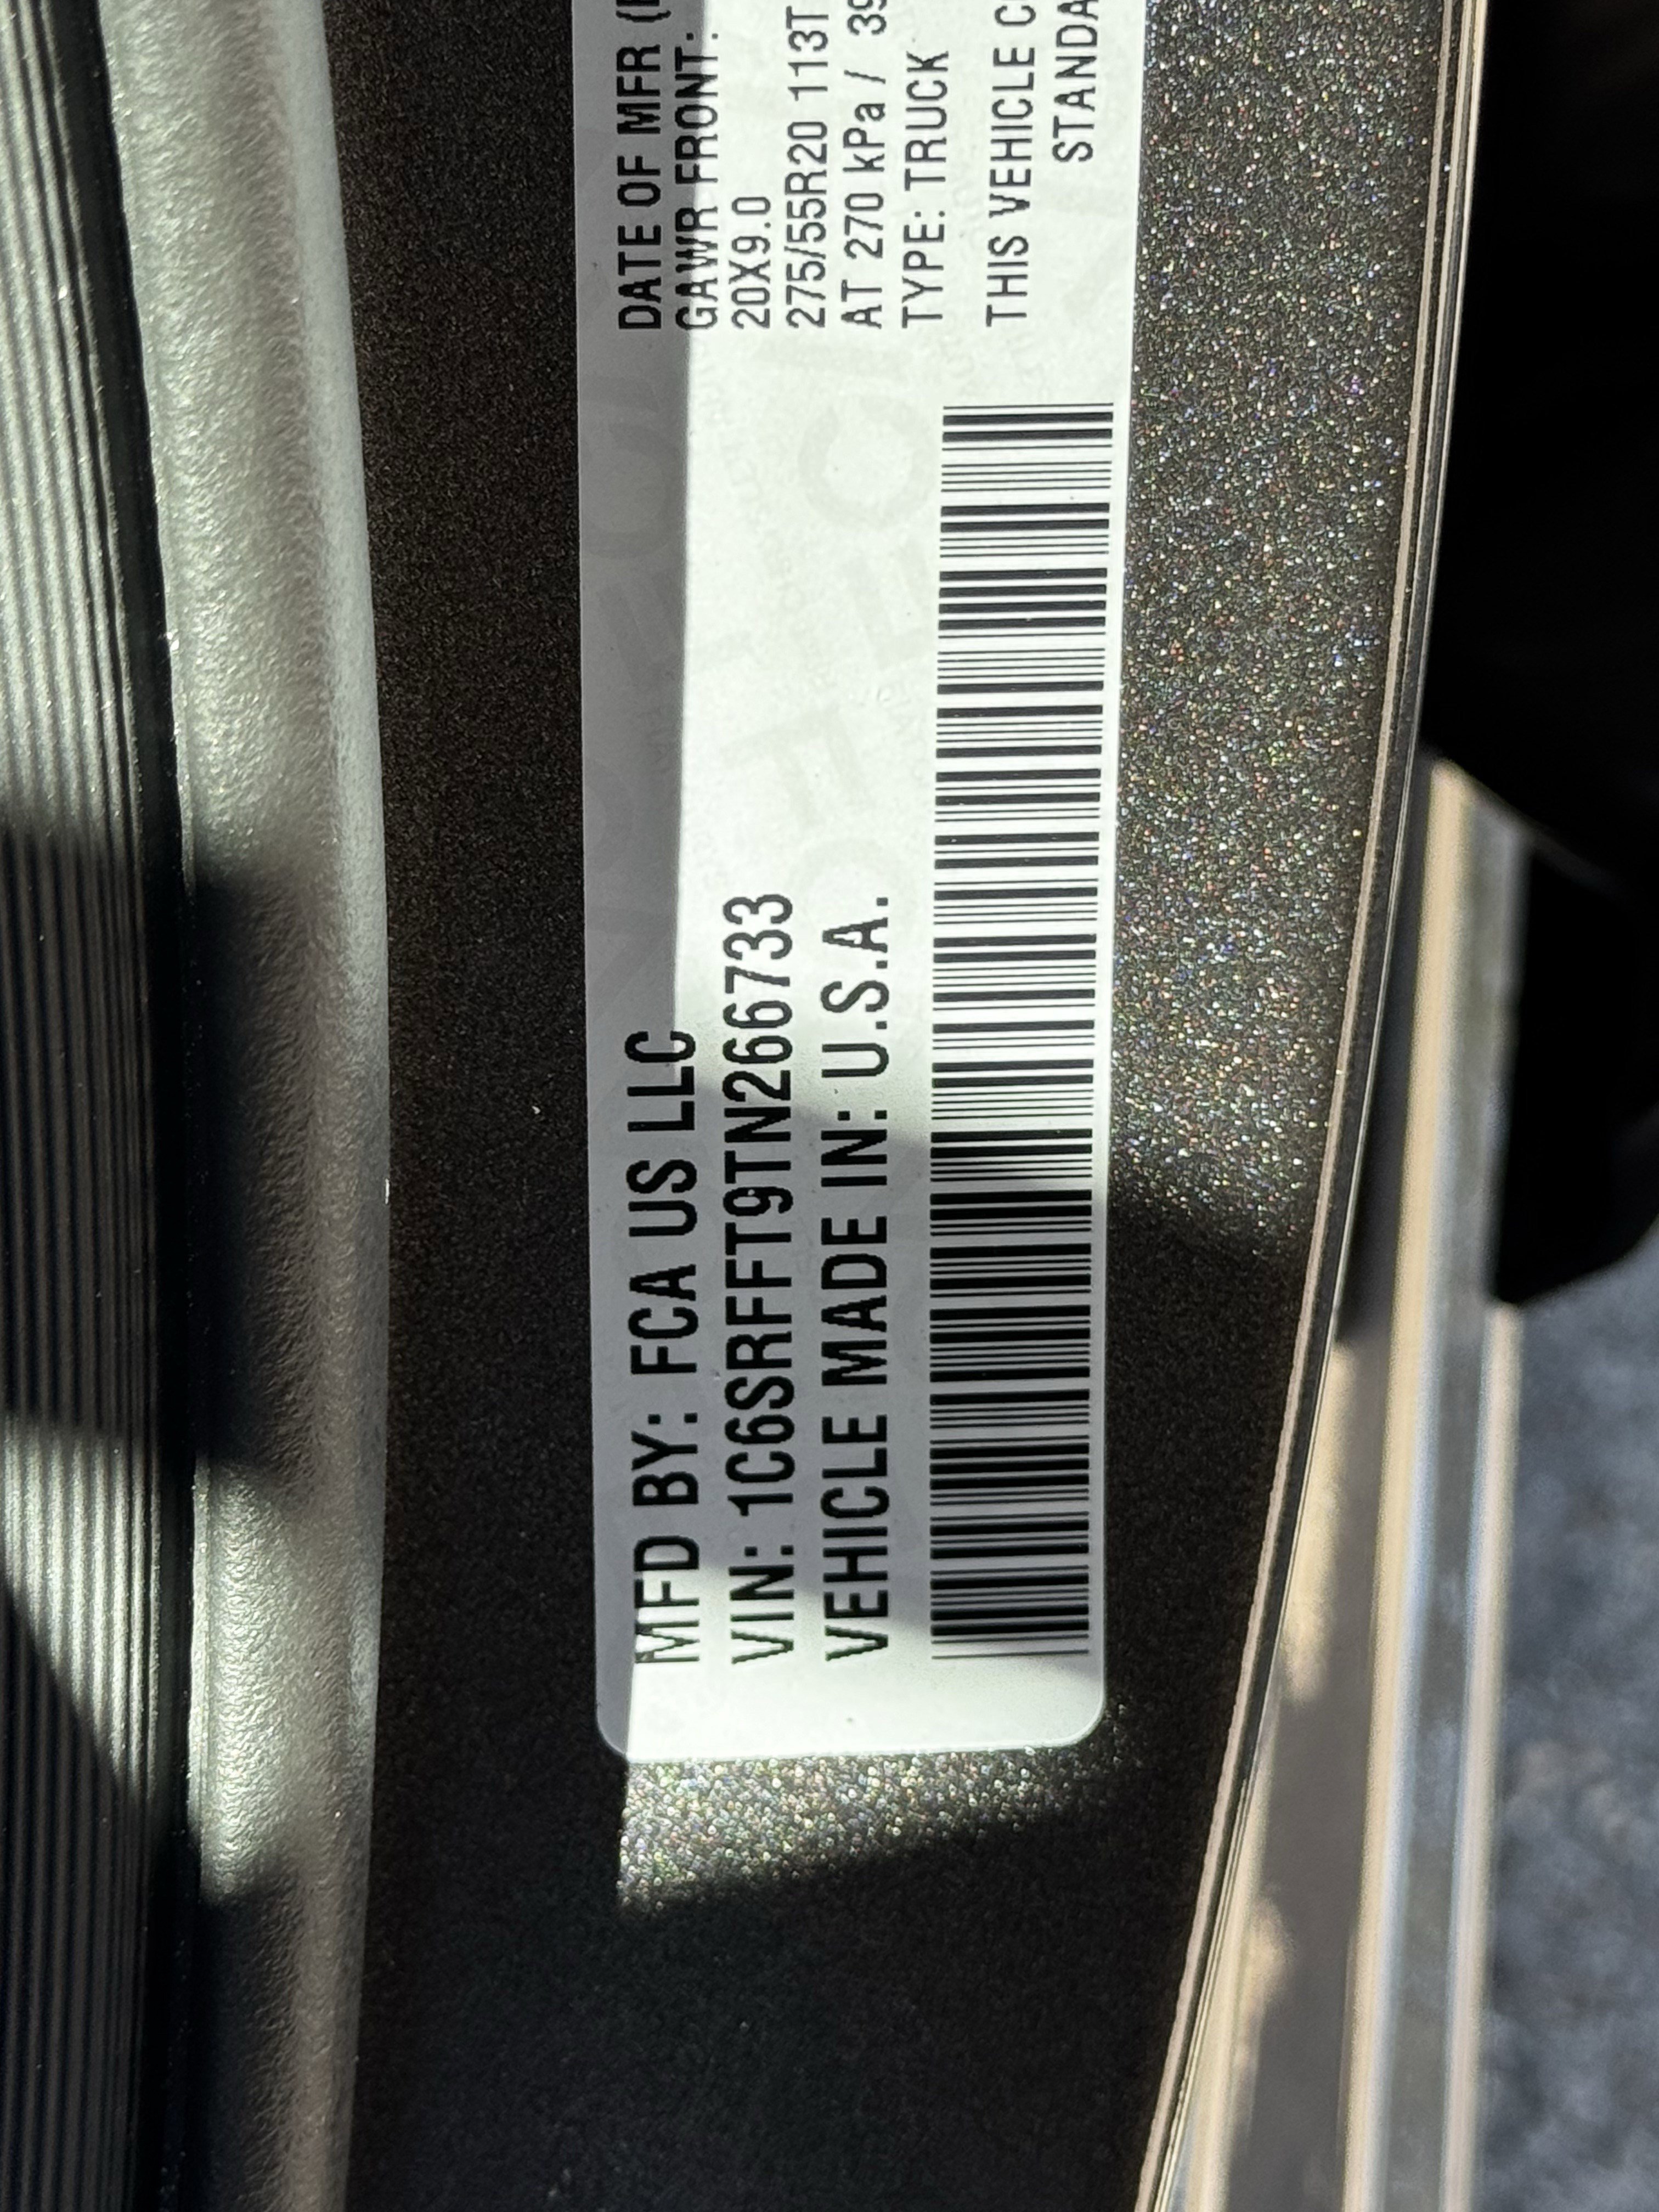 MFD BY: FCA US LLC
VIN: 1C6SRFFT9TN266733
VEHICLE MADE IN: U.S.A.
DATE OF MFR
GAWR FRONT:
20X9.0
275/55R20 113T
AT 270 kPa / 39
TYPE: TRUCK
THIS VEHICLE C
STANDA